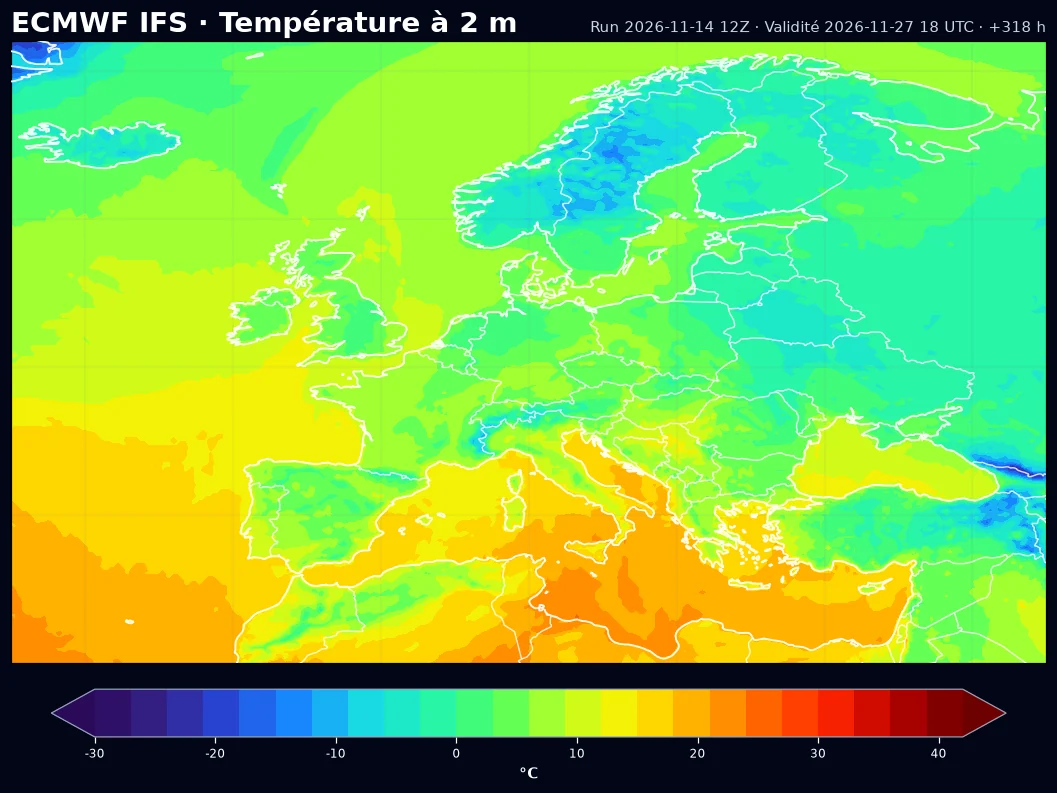 ECMWF IFS · Température à 2 m
Run 2026-11-14 12Z · Validité 2026-11-27 18 UTC · +318 h
-30 -20 -10 0 10 20 30 40
°C